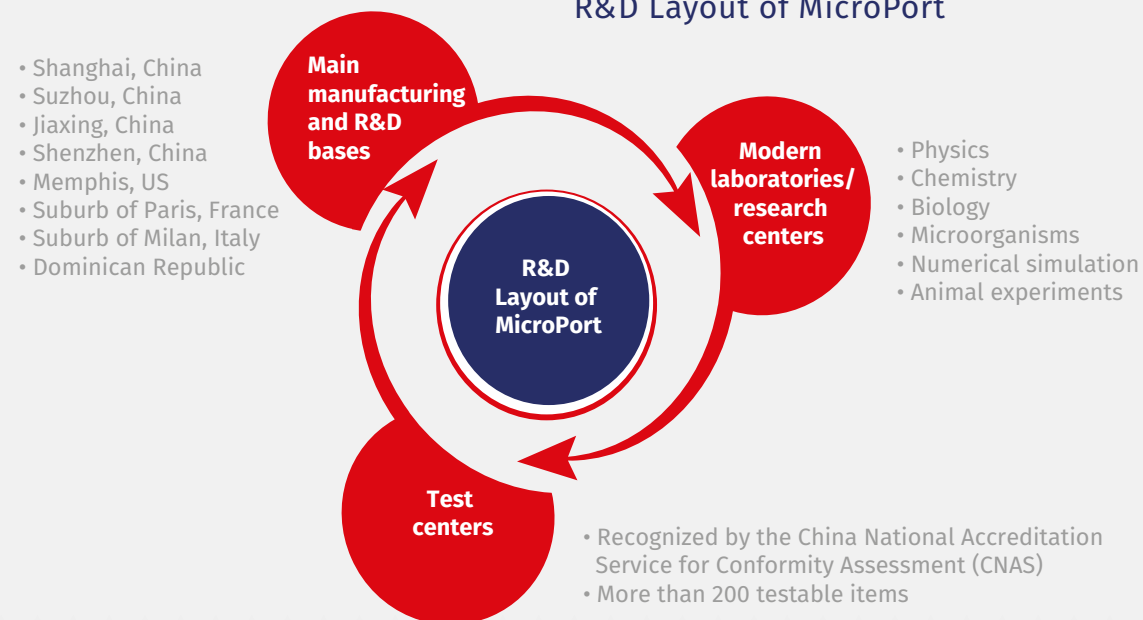 R&D Layout of MicroPort
• Shanghai, China
• Suzhou, China
• Jiaxing, China
• Shenzhen, China
• Memphis, US
• Suburb of Paris, France
• Suburb of Milan, Italy
• Dominican Republic
Main
manufacturing
and R&D
bases
Modern
laboratories/
research
centers
• Physics
• Chemistry
• Biology
• Microorganisms
• Numerical simulation
• Animal experiments
R&D
Layout of
MicroPort
Test
centers
• Recognized by the China National Accreditation
Service for Conformity Assessment (CNAS)
• More than 200 testable items